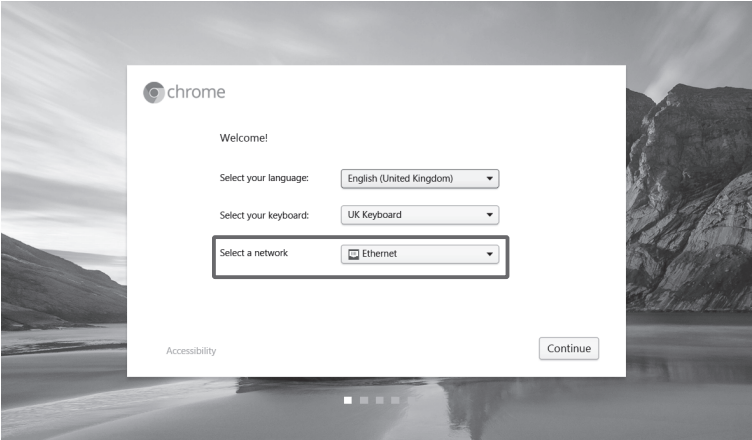 chrome
Welcome!
Select your language: English (United Kingdom)
Select your keyboard: UK Keyboard
Select a network Ethernet
Accessibility
Continue